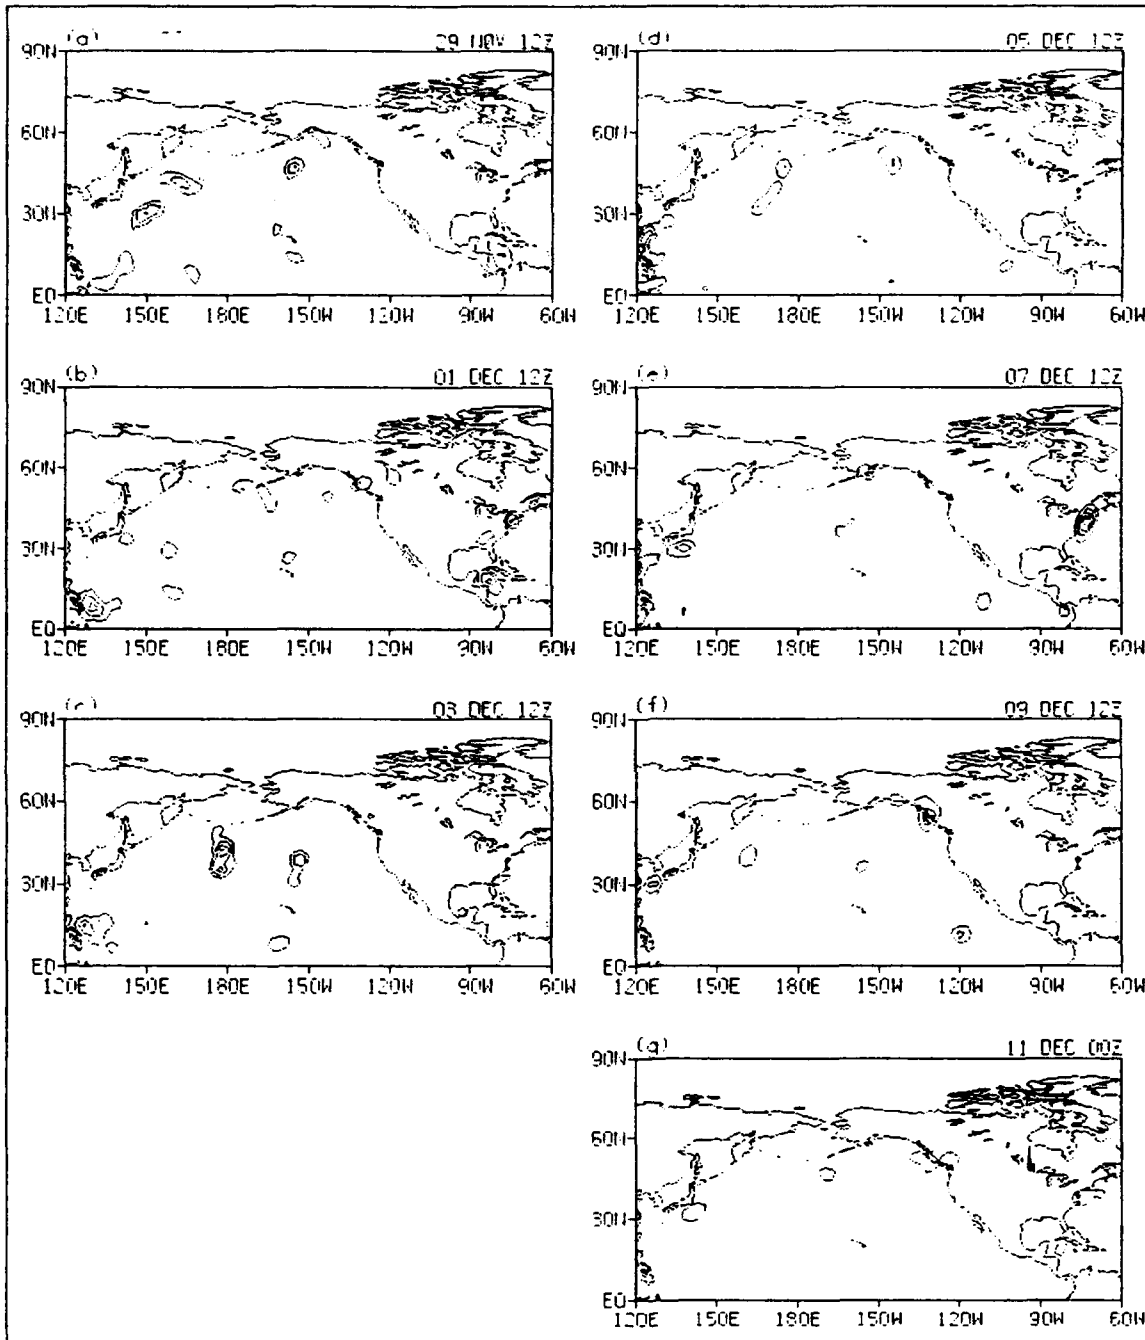 (a) 29 NOV 12Z
90N
60N
30N
EQ
120E 150E 180E 150W 120W 90W 60W
(b) 01 DEC 12Z
90N
60N
30N
EQ
120E 150E 180E 150W 120W 90W 60W
(c) 03 DEC 12Z
90N
60N
30N
EQ
120E 150E 180E 150W 120W 90W 60W
(d) 05 DEC 12Z
90N
60N
30N
EQ
120E 150E 180E 150W 120W 90W 60W
(e) 07 DEC 12Z
90N
60N
30N
EQ
120E 150E 180E 150W 120W 90W 60W
(f) 09 DEC 12Z
90N
60N
30N
EQ
120E 150E 180E 150W 120W 90W 60W
(g) 11 DEC 00Z
90N
60N
30N
EQ
120E 150E 180E 150W 120W 90W 60W